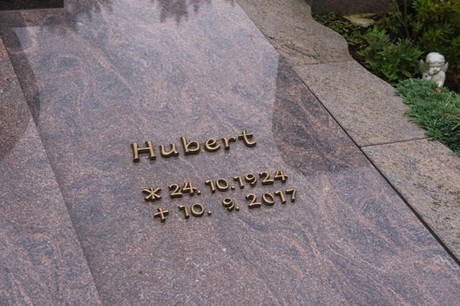 Hubert
* 24. 10. 1924
+ 10. 9. 2017